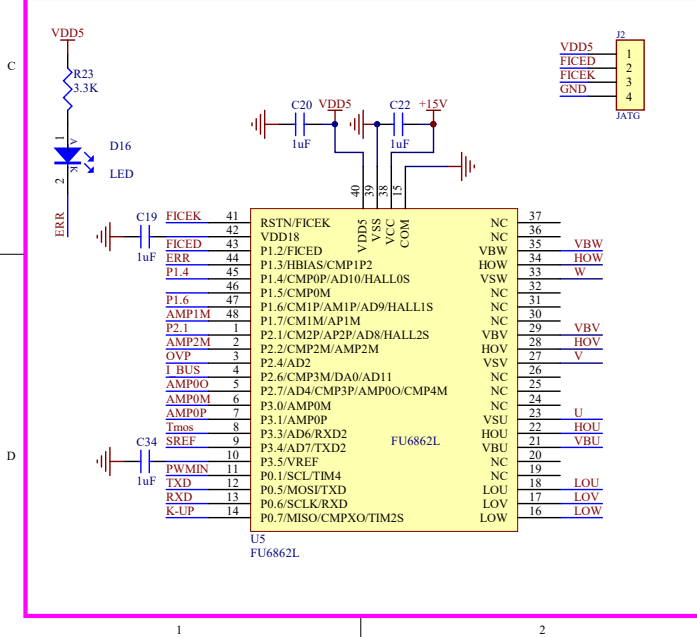 C
VDD5
R23
3.3K
1
A
D16
K
LED
2
ERR
J2
VDD5 1
FICED 2
FICEK 3
GND 4
JATG
C20 VDD5 C22 +15V
1uF 1uF
40 39 38 15
VDD5 VSS VCC COM
C19
1uF
FICEK 41 RSTN/FICEK
42 VDD18
FICED 43 P1.2/FICED
ERR 44 P1.3/HBIAS/CMP1P2
P1.4 45 P1.4/CMP0P/AD10/HALL0S
46 P1.5/CMP0M
P1.6 47 P1.6/CM1P/AM1P/AD9/HALL1S
AMP1M 48 P1.7/CM1M/AP1M
P2.1 1 P2.1/CM2P/AP2P/AD8/HALL2S
AMP2M 2 P2.2/CMP2M/AMP2M
OVP 3 P2.4/AD2
I_BUS 4 P2.6/CMP3M/DA0/AD11
AMP0O 5 P2.7/AD4/CMP3P/AMP0O/CMP4M
AMP0M 6 P3.0/AMP0M
AMP0P 7 P3.1/AMP0P
Tmos 8 P3.3/AD6/RXD2
SREF 9 P3.4/AD7/TXD2
10 P3.5/VREF
PWMIN 11 P0.1/SCL/TIM4
TXD 12 P0.5/MOSI/TXD
RXD 13 P0.6/SCLK/RXD
K-UP 14 P0.7/MISO/CMPXO/TIM2S
C34
1uF
NC 37
NC 36
VBW 35 VBW
HOW 34 HOW
VSW 33 W
NC 32
NC 31
NC 30
VBV 29 VBV
HOV 28 HOV
VSV 27 V
NC 26
NC 25
NC 24
VSU 23 U
HOU 22 HOU
VBU 21 VBU
NC 20
NC 19
LOU 18 LOU
LOV 17 LOV
LOW 16 LOW
FU6862L
U5
FU6862L
D
1 2